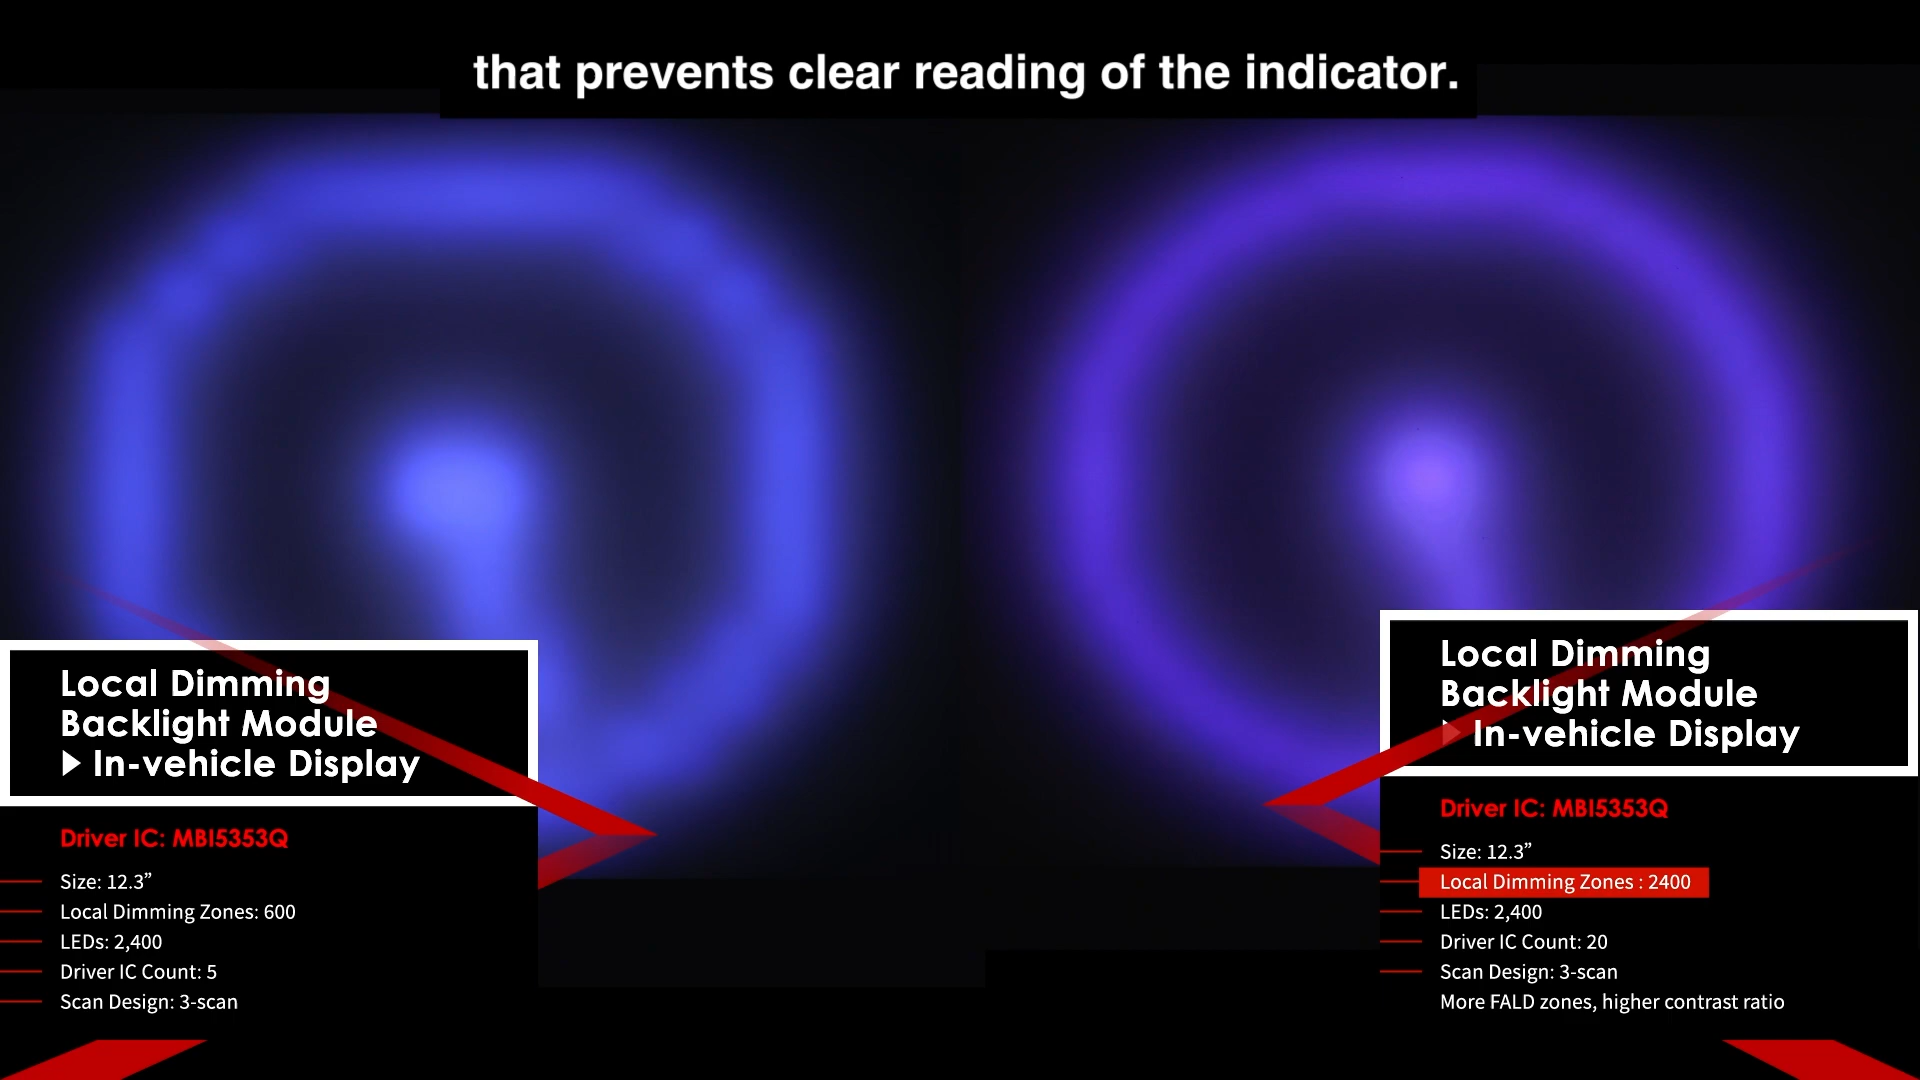 that prevents clear reading of the indicator.
Local Dimming
Backlight Module
▶ In-vehicle Display
Driver IC: MBI5353Q
Size: 12.3”
Local Dimming Zones: 600
LEDs: 2,400
Driver IC Count: 5
Scan Design: 3-scan
Local Dimming
Backlight Module
▶ In-vehicle Display
Driver IC: MBI5353Q
Size: 12.3”
Local Dimming Zones : 2400
LEDs: 2,400
Driver IC Count: 20
Scan Design: 3-scan
More FALD zones, higher contrast ratio